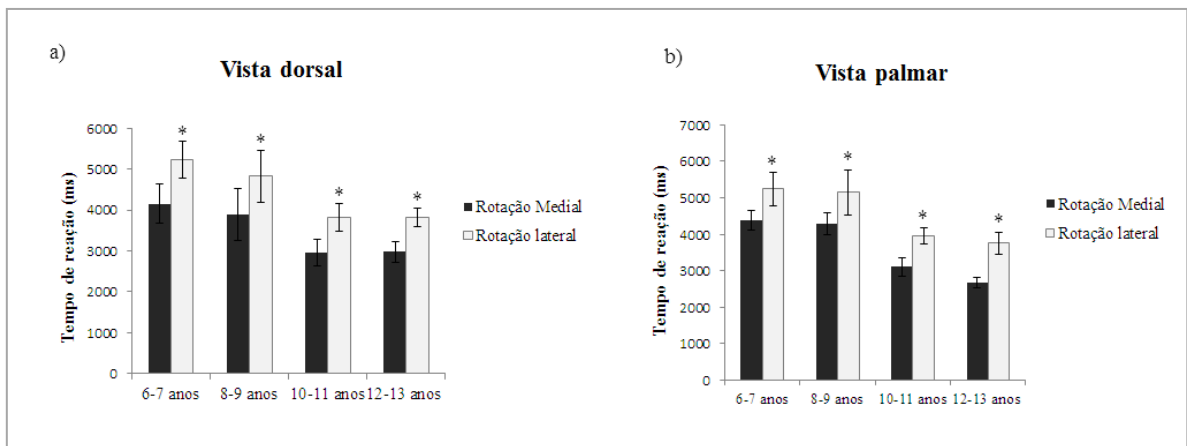 a)
Vista dorsal
Tempo de reação (ms)
6000
5000
4000
3000
2000
1000
0
* * * *
6-7 anos 8-9 anos 10-11 anos 12-13 anos
Rotação Medial
Rotação lateral
b)
Vista palmar
Tempo de reação (ms)
7000
6000
5000
4000
3000
2000
1000
0
* * * *
6-7 anos 8-9 anos 10-11 anos 12-13 anos
Rotação Medial
Rotação lateral